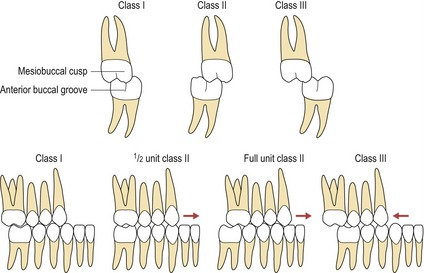 Class I
Class II
Class III
Mesiobuccal cusp
Anterior buccal groove
Class I
1/2 unit class II
Full unit class II
Class III